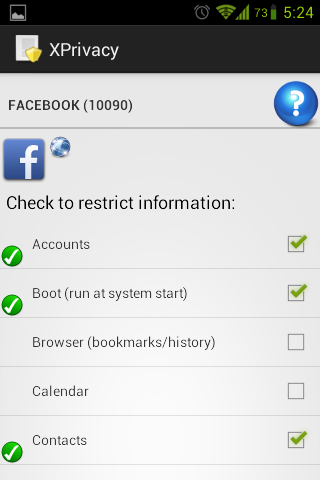 73 5:24
XPrivacy
FACEBOOK (10090)
?
f
Check to restrict information:
Accounts
Boot (run at system start)
Browser (bookmarks/history)
Calendar
Contacts